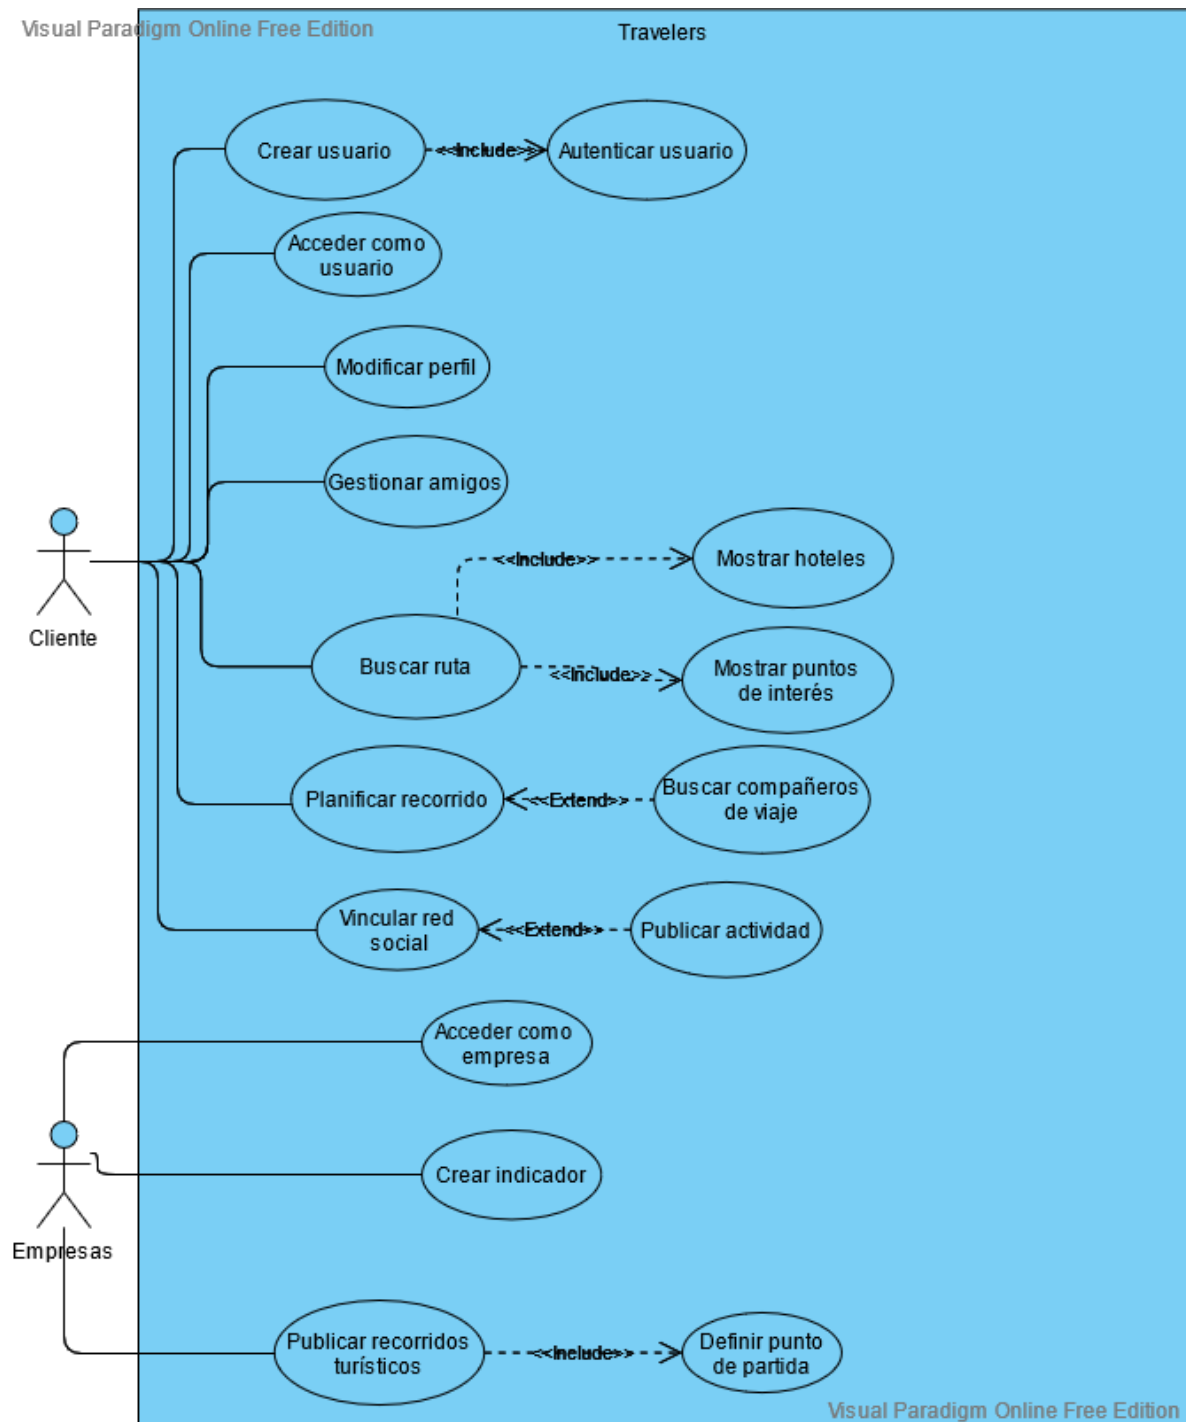 Visual Paradigm Online Free Edition
Travelers
Crear usuario
<<Include>>
Autenticar usuario
Acceder como
usuario
Modificar perfil
Gestionar amigos
<<Include>>
Mostrar hoteles
Cliente
Buscar ruta
<<Include>>
Mostrar puntos
de interés
Planificar recorrido
<<Extend>>
Buscar compañeros
de viaje
Vincular red
social
<<Extend>>
Publicar actividad
Acceder como
empresa
Crear indicador
Empresas
Publicar recorridos
turísticos
<<Include>>
Definir punto
de partida
Visual Paradigm Online Free Edition